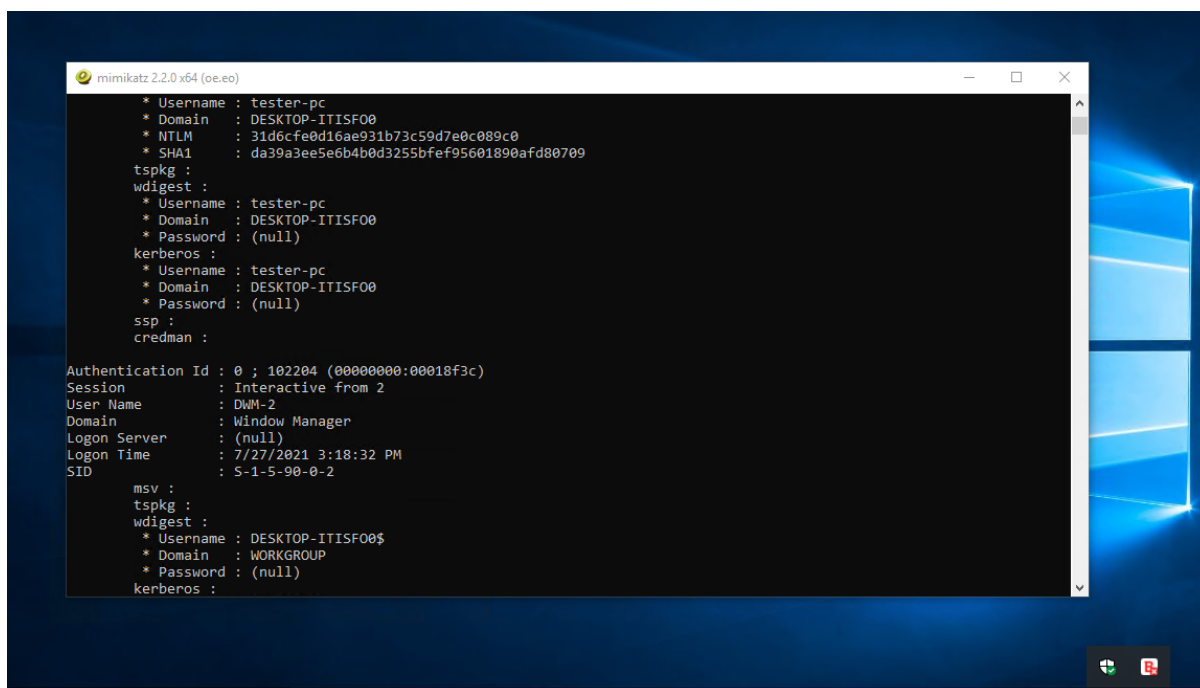 mimikatz 2.2.0 x64 (oe.eo)
* Username : tester-pc
* Domain : DESKTOP-ITISFO0
* NTLM : 31d6cfe0d16ae931b73c59d7e0c089c0
* SHA1 : da39a3ee5e6b4b0d3255bfef95601890afd80709
tspkg :
wdigest :
* Username : tester-pc
* Domain : DESKTOP-ITISFO0
* Password : (null)
kerberos :
* Username : tester-pc
* Domain : DESKTOP-ITISFO0
* Password : (null)
ssp :
credman :
Authentication Id : 0 ; 102204 (00000000:00018f3c)
Session : Interactive from 2
User Name : DWM-2
Domain : Window Manager
Logon Server : (null)
Logon Time : 7/27/2021 3:18:32 PM
SID : S-1-5-90-0-2
msv :
tspkg :
wdigest :
* Username : DESKTOP-ITISFO0$
* Domain : WORKGROUP
* Password : (null)
kerberos :
B